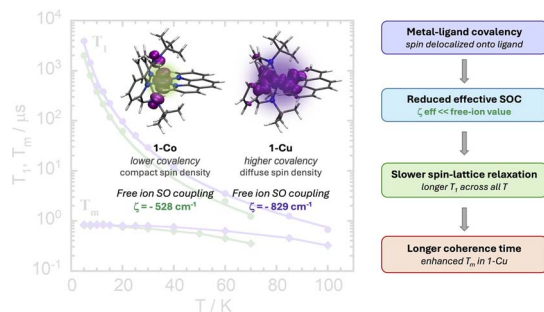 T₁, Tₘ / μs
10⁴
10³
10²
10¹
10⁰
10⁻¹
T₁
Tₘ
0 20 40 60 80 100
T / K
1-Co
lower covalency
compact spin density
Free ion SO coupling
ζ = - 528 cm⁻¹
1-Cu
higher covalency
diffuse spin density
Free ion SO coupling
ζ = - 829 cm⁻¹
Metal-ligand covalency
spin delocalized onto ligand
Reduced effective SOC
ζ eff << free-ion value
Slower spin-lattice relaxation
longer T₁ across all T
Longer coherence time
enhanced Tₘ in 1-Cu